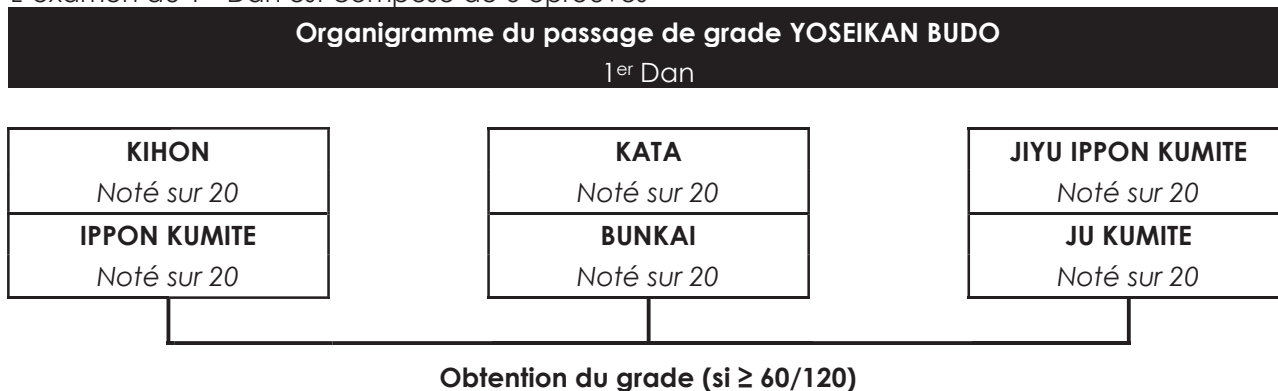 Organigramme du passage de grade YOSEIKAN BUDO
1er Dan
KIHON
Noté sur 20
IPPON KUMITE
Noté sur 20
KATA
Noté sur 20
BUNKAI
Noté sur 20
JIYU IPPON KUMITE
Noté sur 20
JU KUMITE
Noté sur 20
Obtention du grade (si ≥ 60/120)